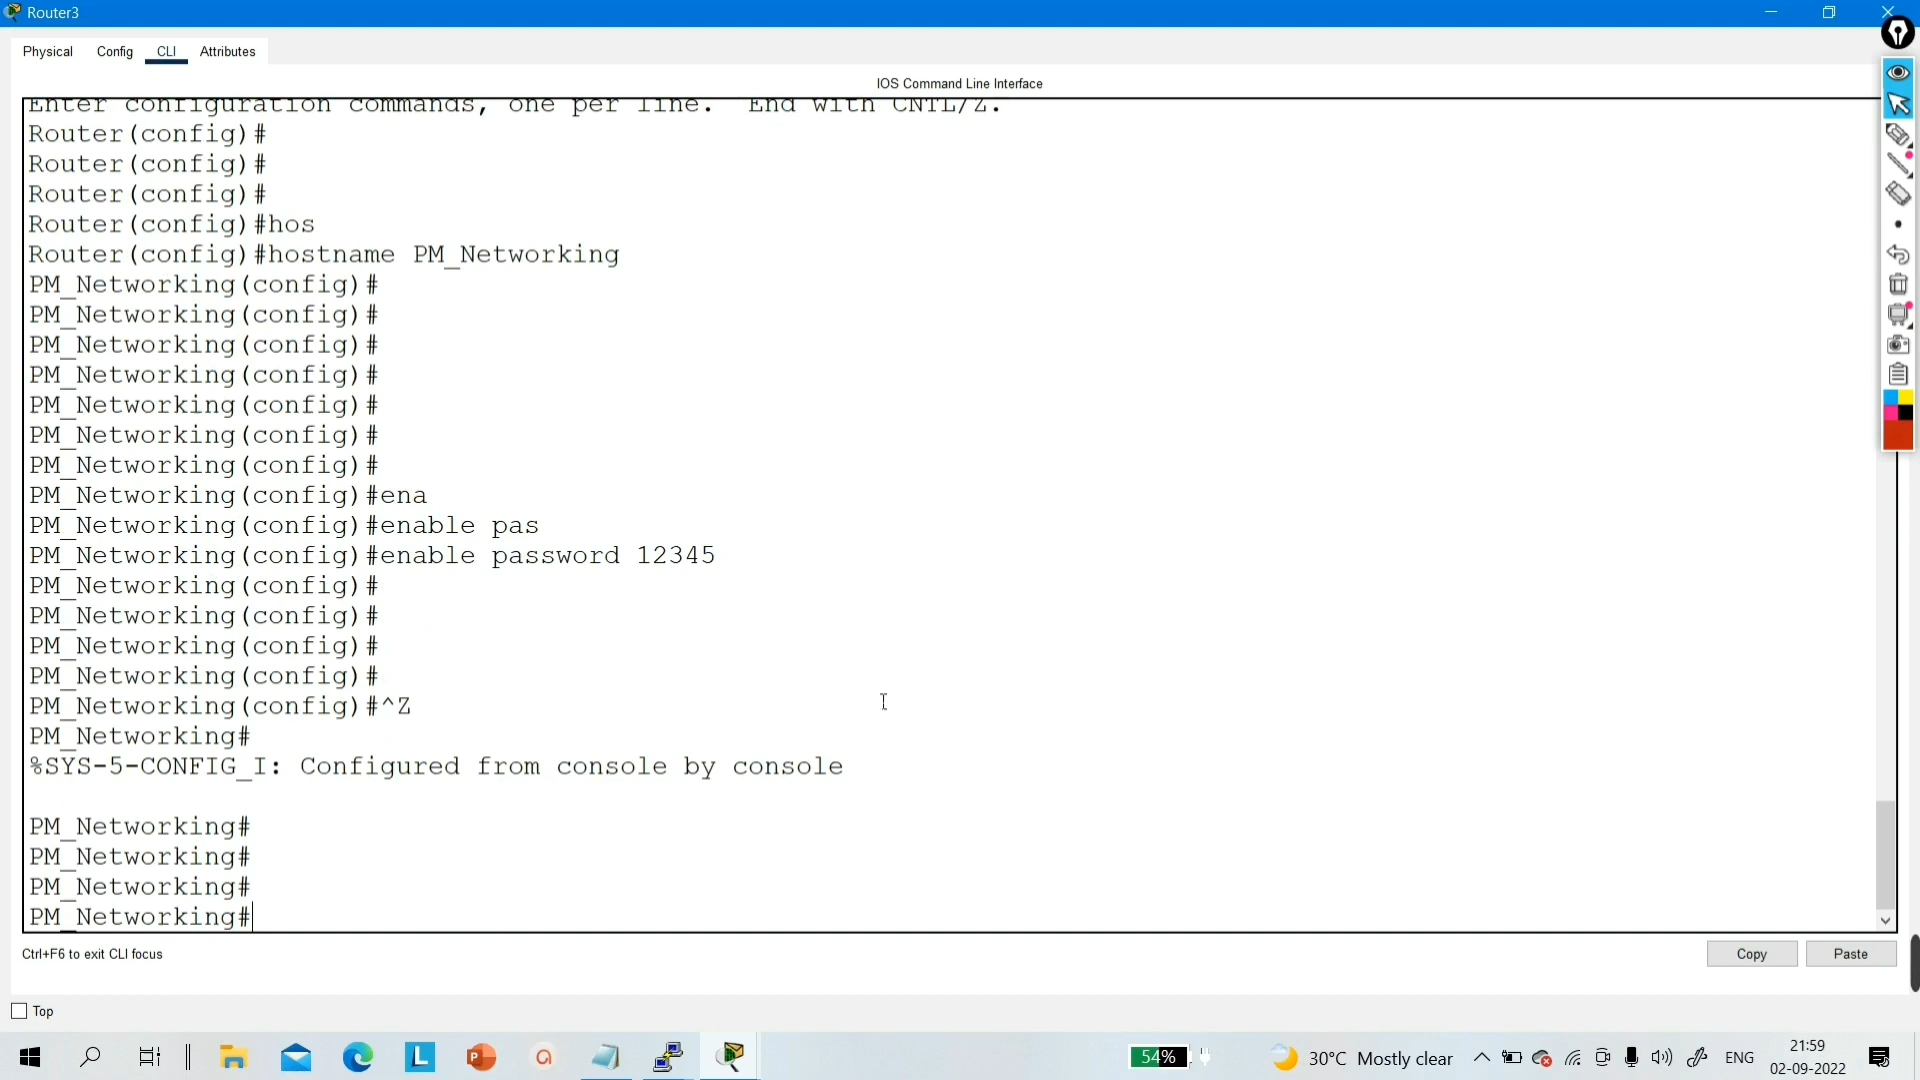 Router3
Physical Config CLI Attributes
IOS Command Line Interface
Enter configuration commands, one per line.  End with CNTL/Z.
Router(config)#
Router(config)#
Router(config)#
Router(config)#hos
Router(config)#hostname PM_Networking
PM_Networking(config)#
PM_Networking(config)#
PM_Networking(config)#
PM_Networking(config)#
PM_Networking(config)#
PM_Networking(config)#
PM_Networking(config)#
PM_Networking(config)#ena
PM_Networking(config)#enable pas
PM_Networking(config)#enable password 12345
PM_Networking(config)#
PM_Networking(config)#
PM_Networking(config)#
PM_Networking(config)#
PM_Networking(config)#^Z
PM_Networking#
%SYS-5-CONFIG_I: Configured from console by console
PM_Networking#
PM_Networking#
PM_Networking#
PM_Networking#
Ctrl+F6 to exit CLI focus
Copy Paste
Top
L P 54% 30°C Mostly clear ENG 21:59
02-09-2022